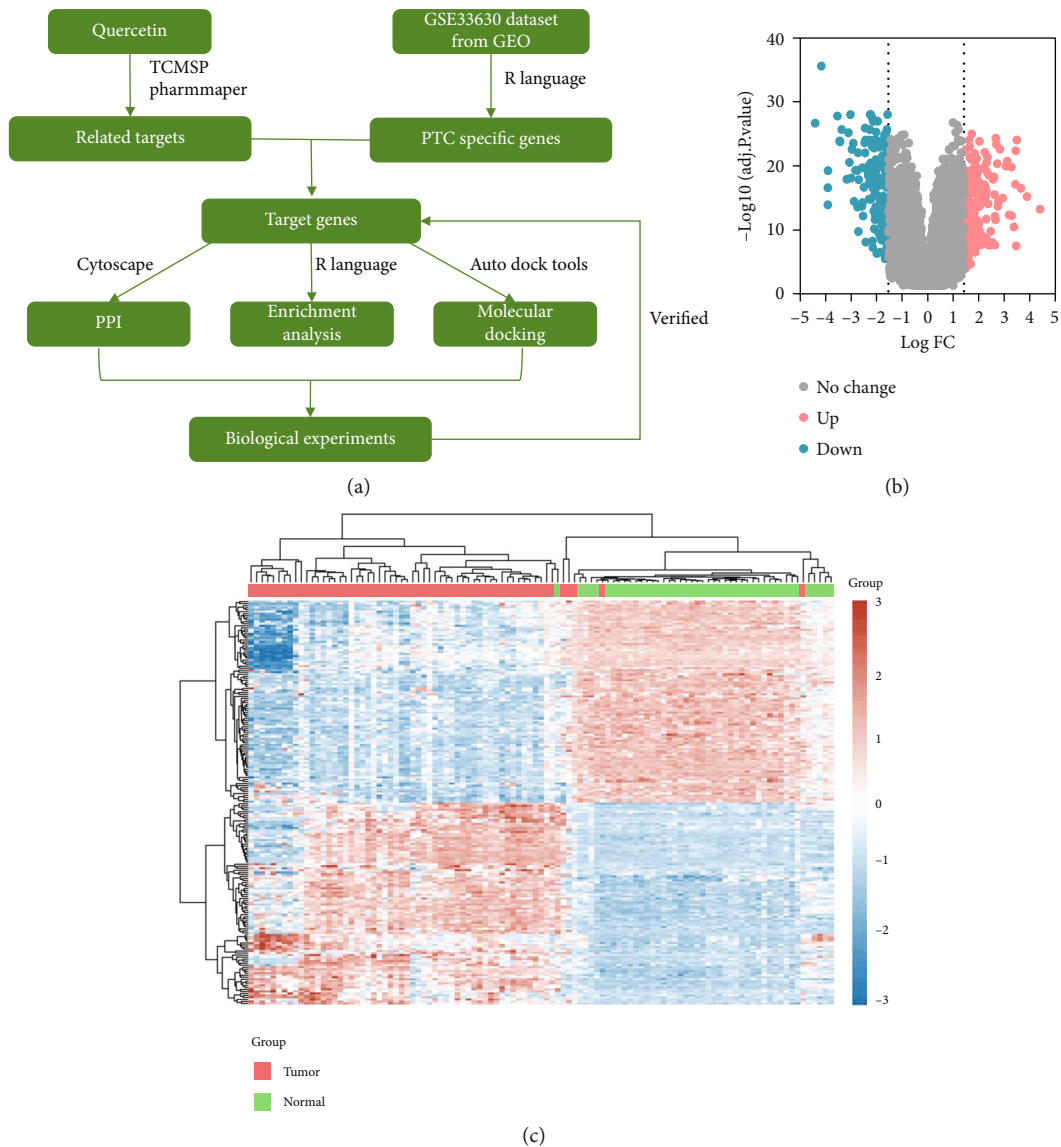 Quercetin
GSE33630 dataset
from GEO
TCMSP
pharmmaper
R language
Related targets
PTC specific genes
Target genes
Cytoscape
R language
Auto dock tools
PPI
Enrichment
analysis
Molecular
docking
Verified
Biological experiments
(a)
40
30
20
10
0
−Log10 (adj.P.value)
−5 −4 −3 −2 −1 0 1 2 3 4 5
Log FC
No change
Up
Down
(b)
Group
3
2
1
0
−1
−2
−3
Group
Tumor
Normal
(c)